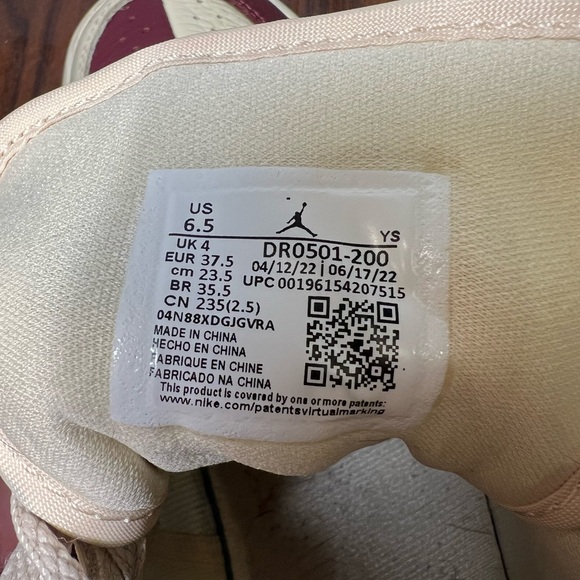 US
6.5
YS
UK 4
EUR 37.5
cm 23.5
BR 35.5
CN 235(2.5)
DR0501-200
04/12/22 | 06/17/22
UPC 00196154207515
04N88XDGJGVRA
MADE IN CHINA
HECHO EN CHINA
FABRIQUE EN CHINE
FABRICADO NA CHINA
This product is covered by one or more patents:
www.nike.com/patentsvirtualmarking